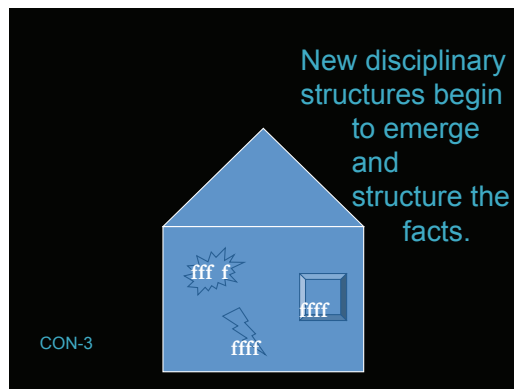 New disciplinary
structures begin
to emerge
and
structure the
facts.
fff f
ffff
ffff
CON-3